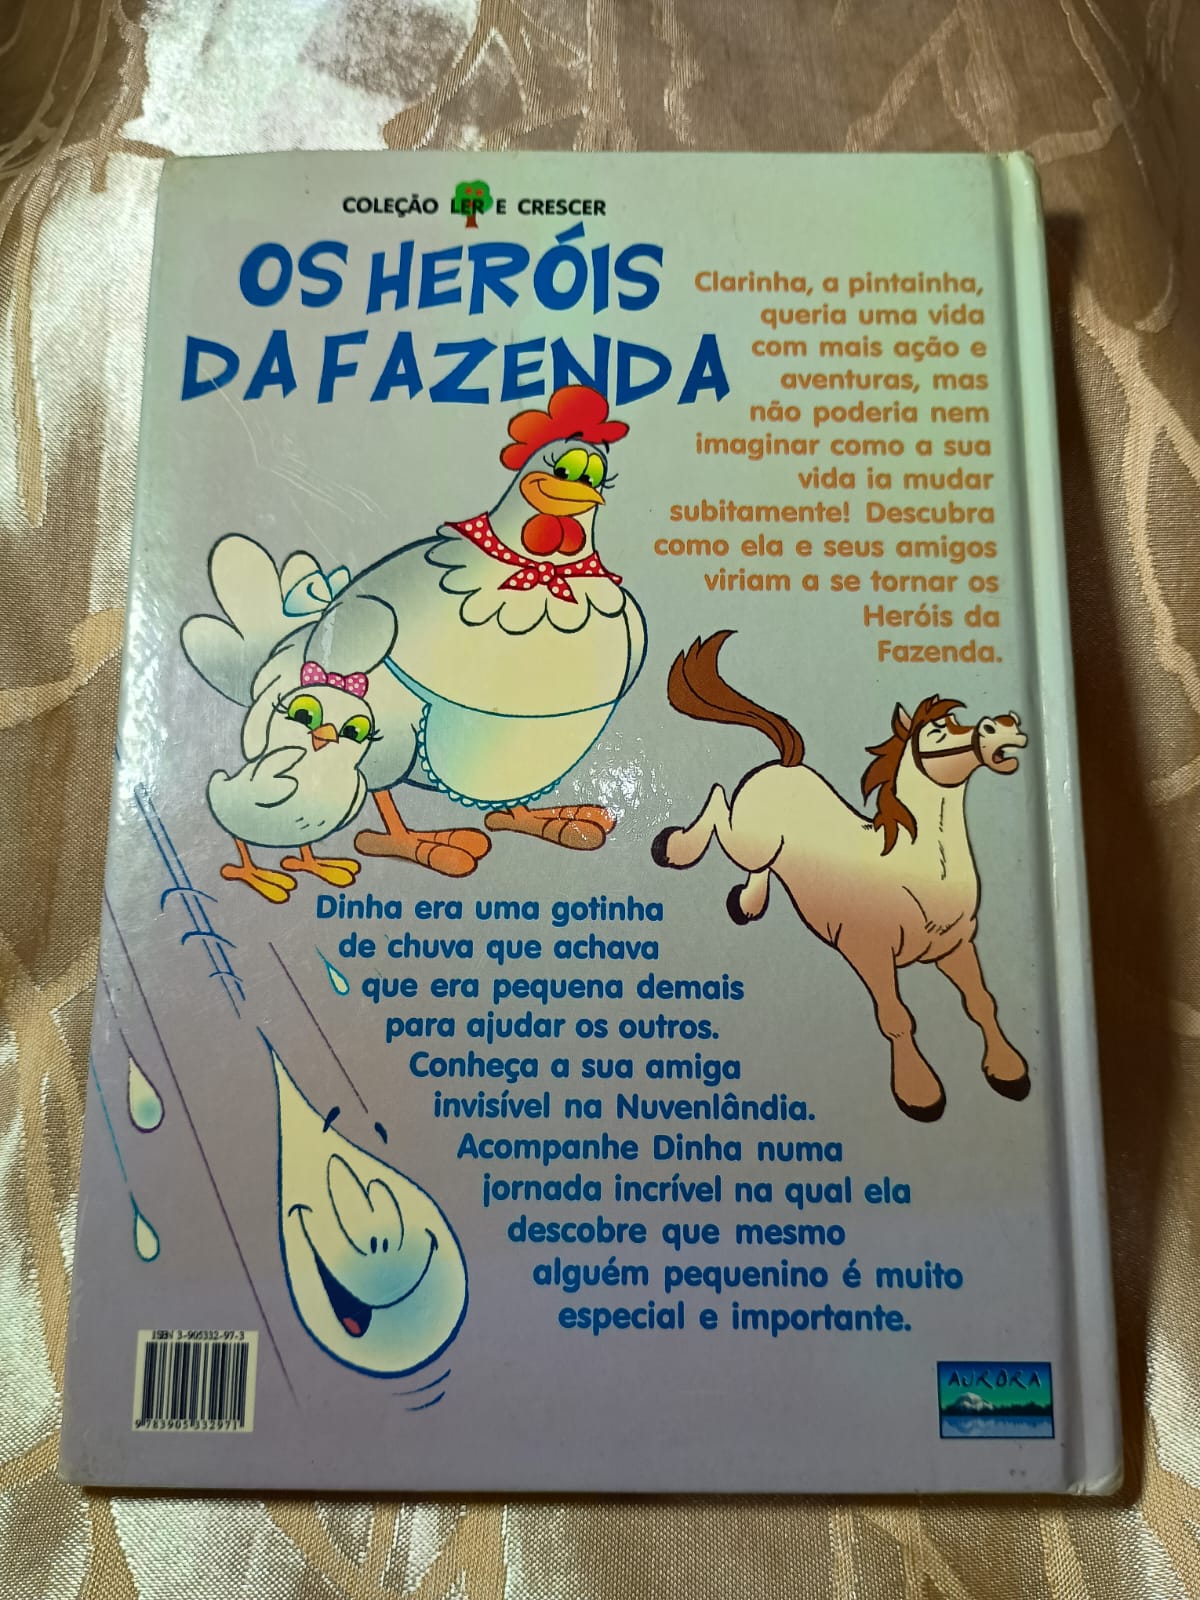 COLEÇÃO LER E CRESCER
OS HERÓIS
DA FAZENDA
Clarinha, a pintainha,
queria uma vida
com mais ação e
aventuras, mas
não poderia nem
imaginar como a sua
vida ia mudar
subitamente! Descubra
como ela e seus amigos
viriam a se tornar os
Heróis da
Fazenda.
Dinha era uma gotinha
de chuva que achava
que era pequena demais
para ajudar os outros.
Conheça a sua amiga
invisível na Nuvenlândia.
Acompanhe Dinha numa
jornada incrível na qual ela
descobre que mesmo
alguém pequenino é muito
especial e importante.
ISBN 3-905332-97-3
9 783905 332971
AURORA